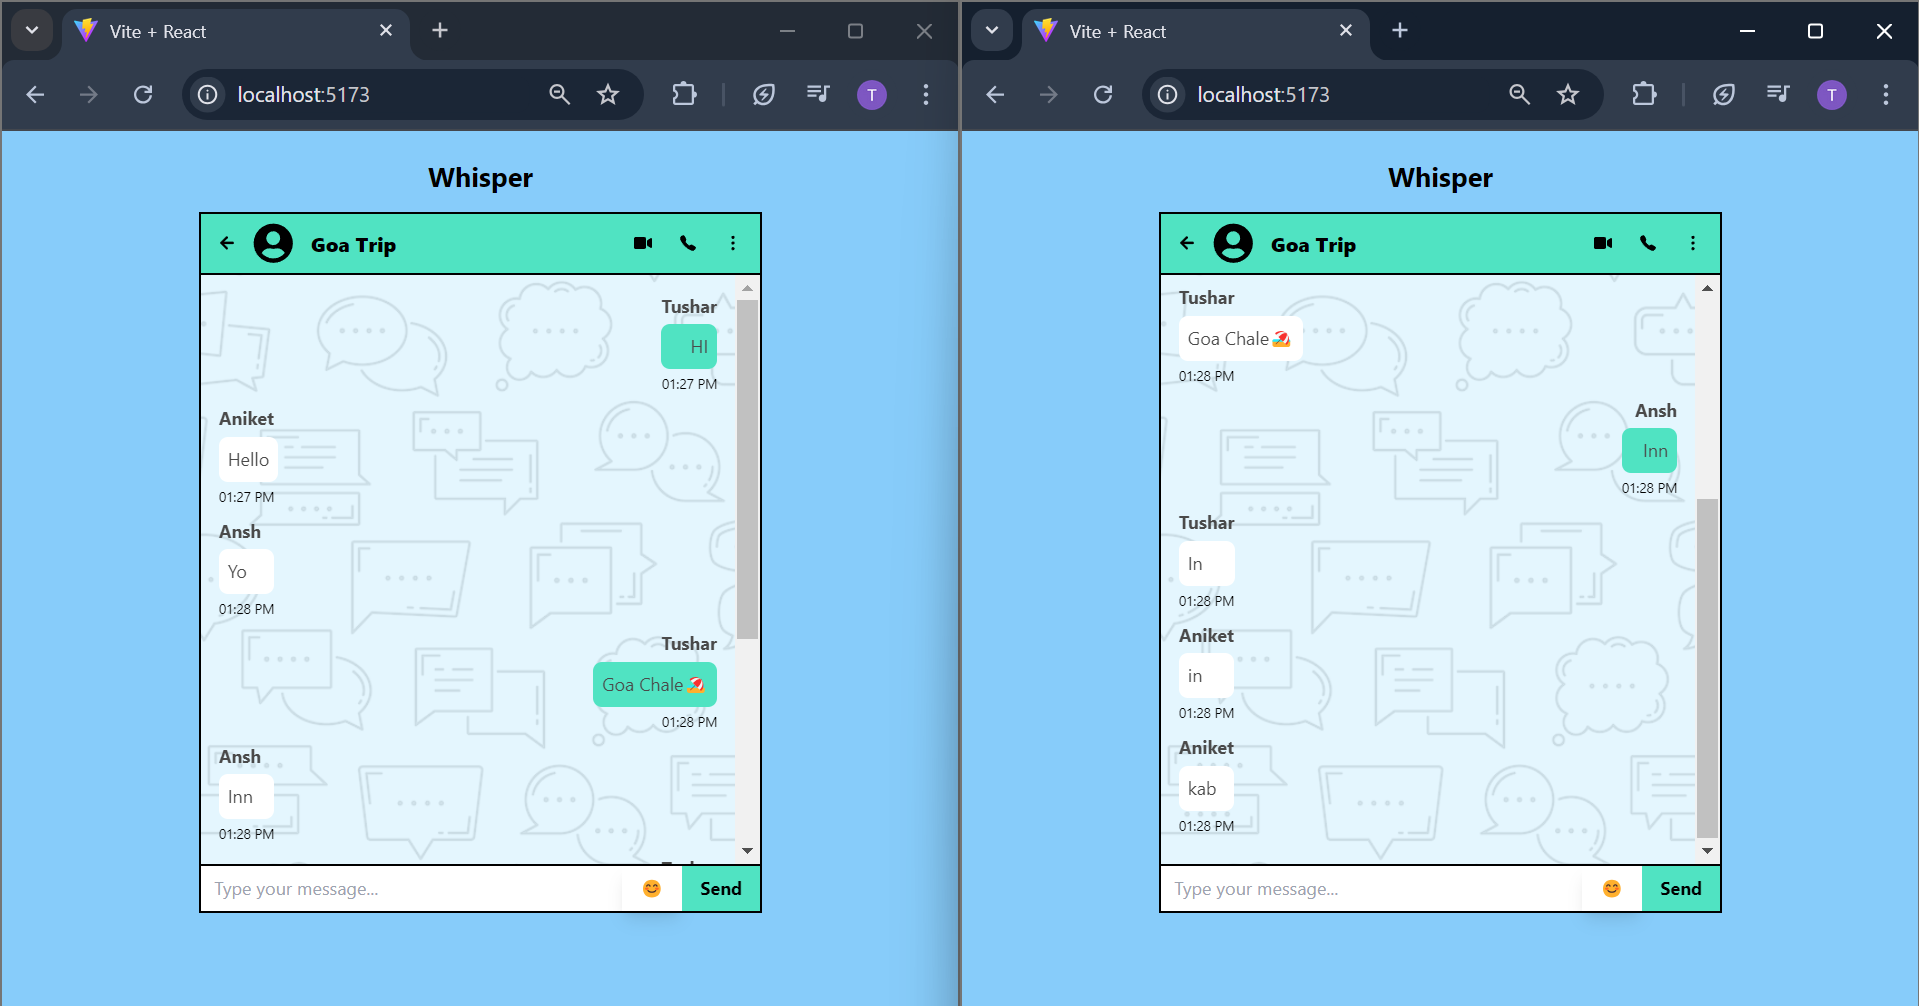 Vite + React
localhost:5173
T
Whisper
Goa Trip
Tushar
HI
01:27 PM
Aniket
Hello
01:27 PM
Ansh
Yo
01:28 PM
Tushar
Goa Chale🏖️
01:28 PM
Ansh
Inn
01:28 PM
Type your message...
😊
Send
Vite + React
localhost:5173
T
Whisper
Goa Trip
Tushar
Goa Chale🏖️
01:28 PM
Ansh
Inn
01:28 PM
Tushar
In
01:28 PM
Aniket
in
01:28 PM
Aniket
kab
01:28 PM
Type your message...
😊
Send